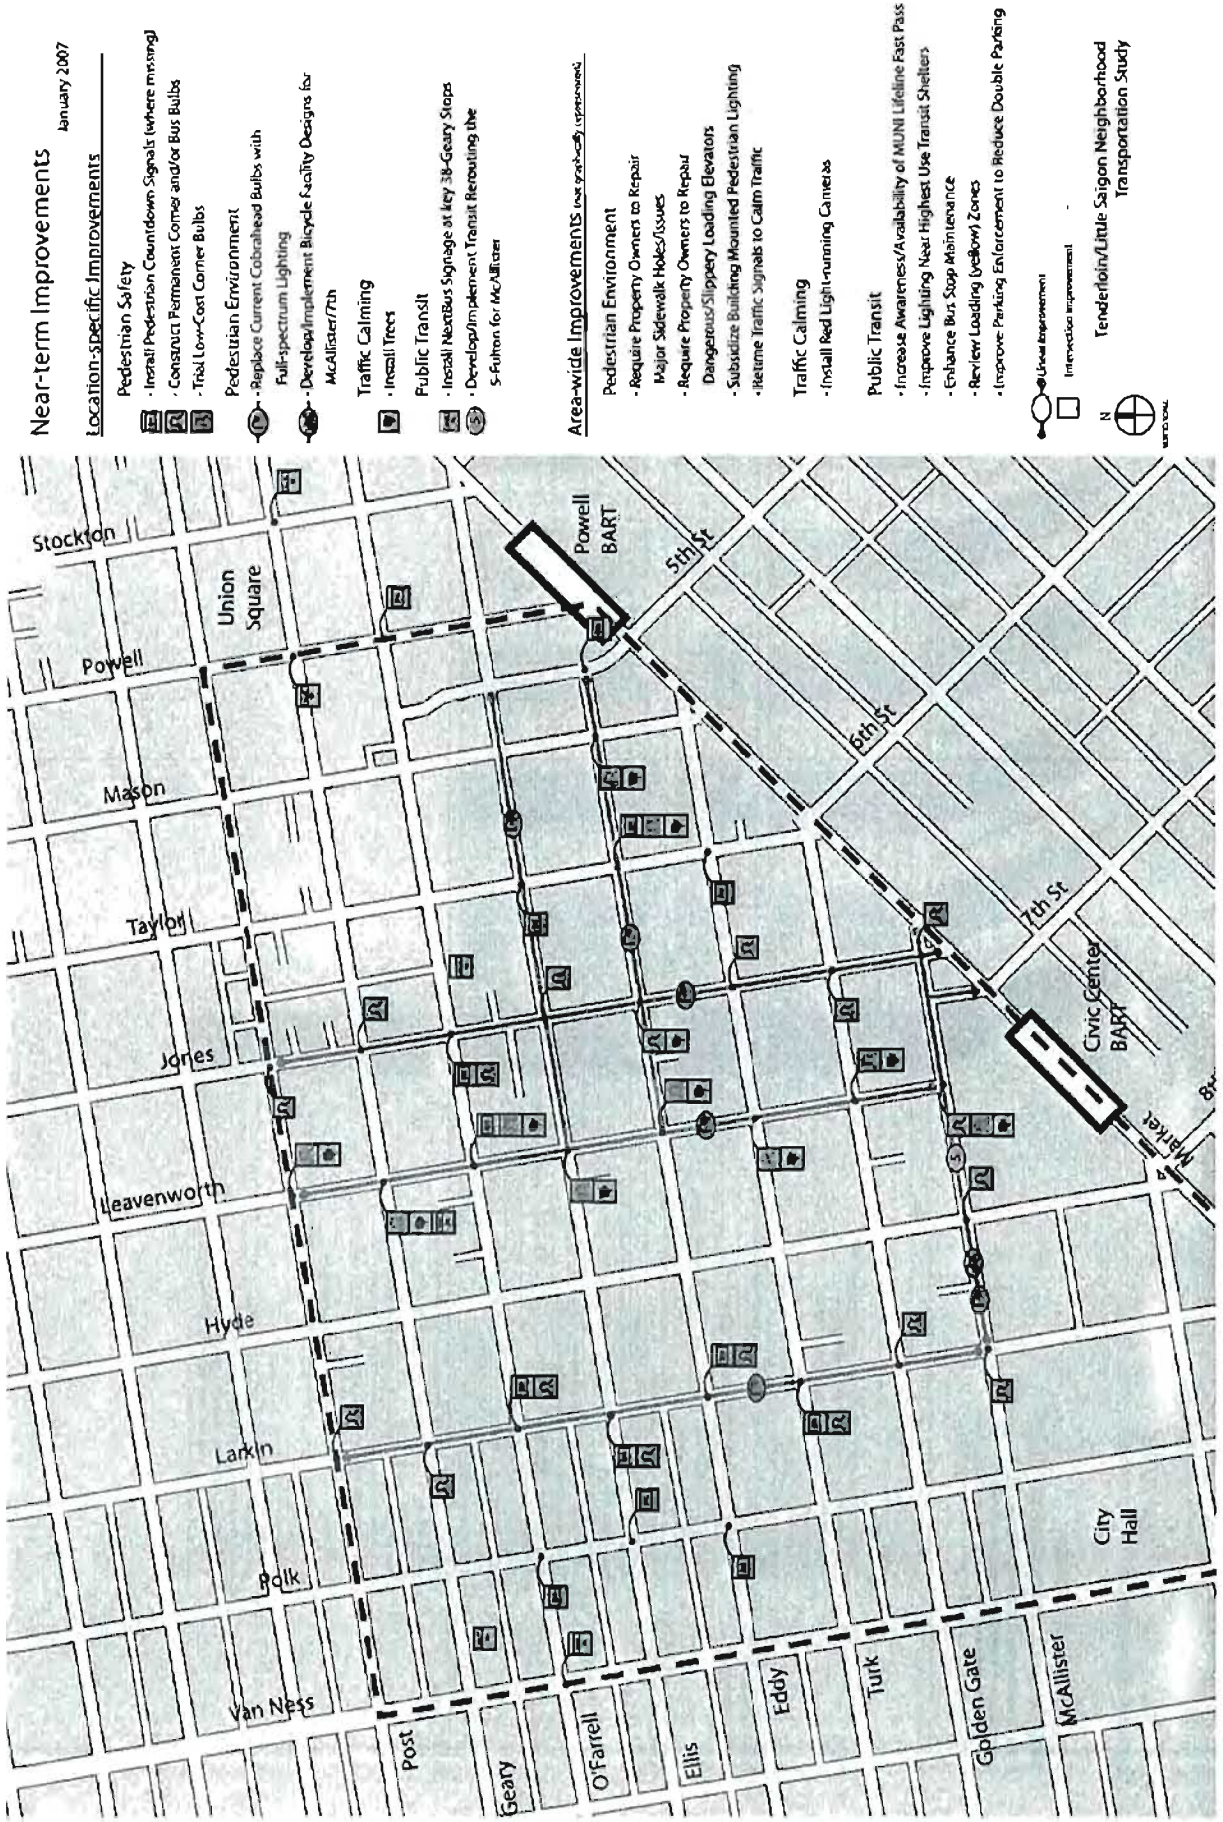 Near-term Improvements
January 2007
Location-specific Improvements
Pedestrian Safety
- Install Pedestrian Countdown Signals (where missing)
- Construct Permanent Corner and/or Bus Bulbs
- Trial Low-Cost Corner Bulbs
Pedestrian Environment
- Replace Current Cobrahead Bulbs with
Full-spectrum Lighting
- Develop/Implement Bicycle Facility Designs for
McAllister/7th
Traffic Calming
- Install Trees
Public Transit
- Install NextBus Signage at key 38-Geary Stops
- Develop/Implement Transit Rerouting the
5-Fulton for McAllister
Area-wide Improvements (not graphically represented)
Pedestrian Environment
- Require Property Owners to Repair
Major Sidewalk Holes/Issues
- Require Property Owners to Repair
Dangerous/Slippery Loading Elevators
- Subsidize Building Mounted Pedestrian Lighting
- Retime Traffic Signals to Calm Traffic
Traffic Calming
- Install Red Light-running Cameras
Public Transit
- Increase Awareness/Availability of MUNI Lifeline Fast Pass
- Improve Lighting Near Highest Use Transit Shelters
- Enhance Bus Stop Maintenance
- Review Loading (yellow) Zones
- Improve Parking Enforcement to Reduce Double Parking
Linear Improvement
Intersection Improvement
N
Tenderloin/Little Saigon Neighborhood
Transportation Study
Stockton
Union
Square
Powell
Mason
Taylor
Jones
Leavenworth
Hyde
Larkin
Polk
Van Ness
Post
Geary
O'Farrell
Ellis
Eddy
Turk
Golden Gate
McAllister
City
Hall
Powell
BART
5th St
6th St
7th St
Civic Center
BART
Market
5